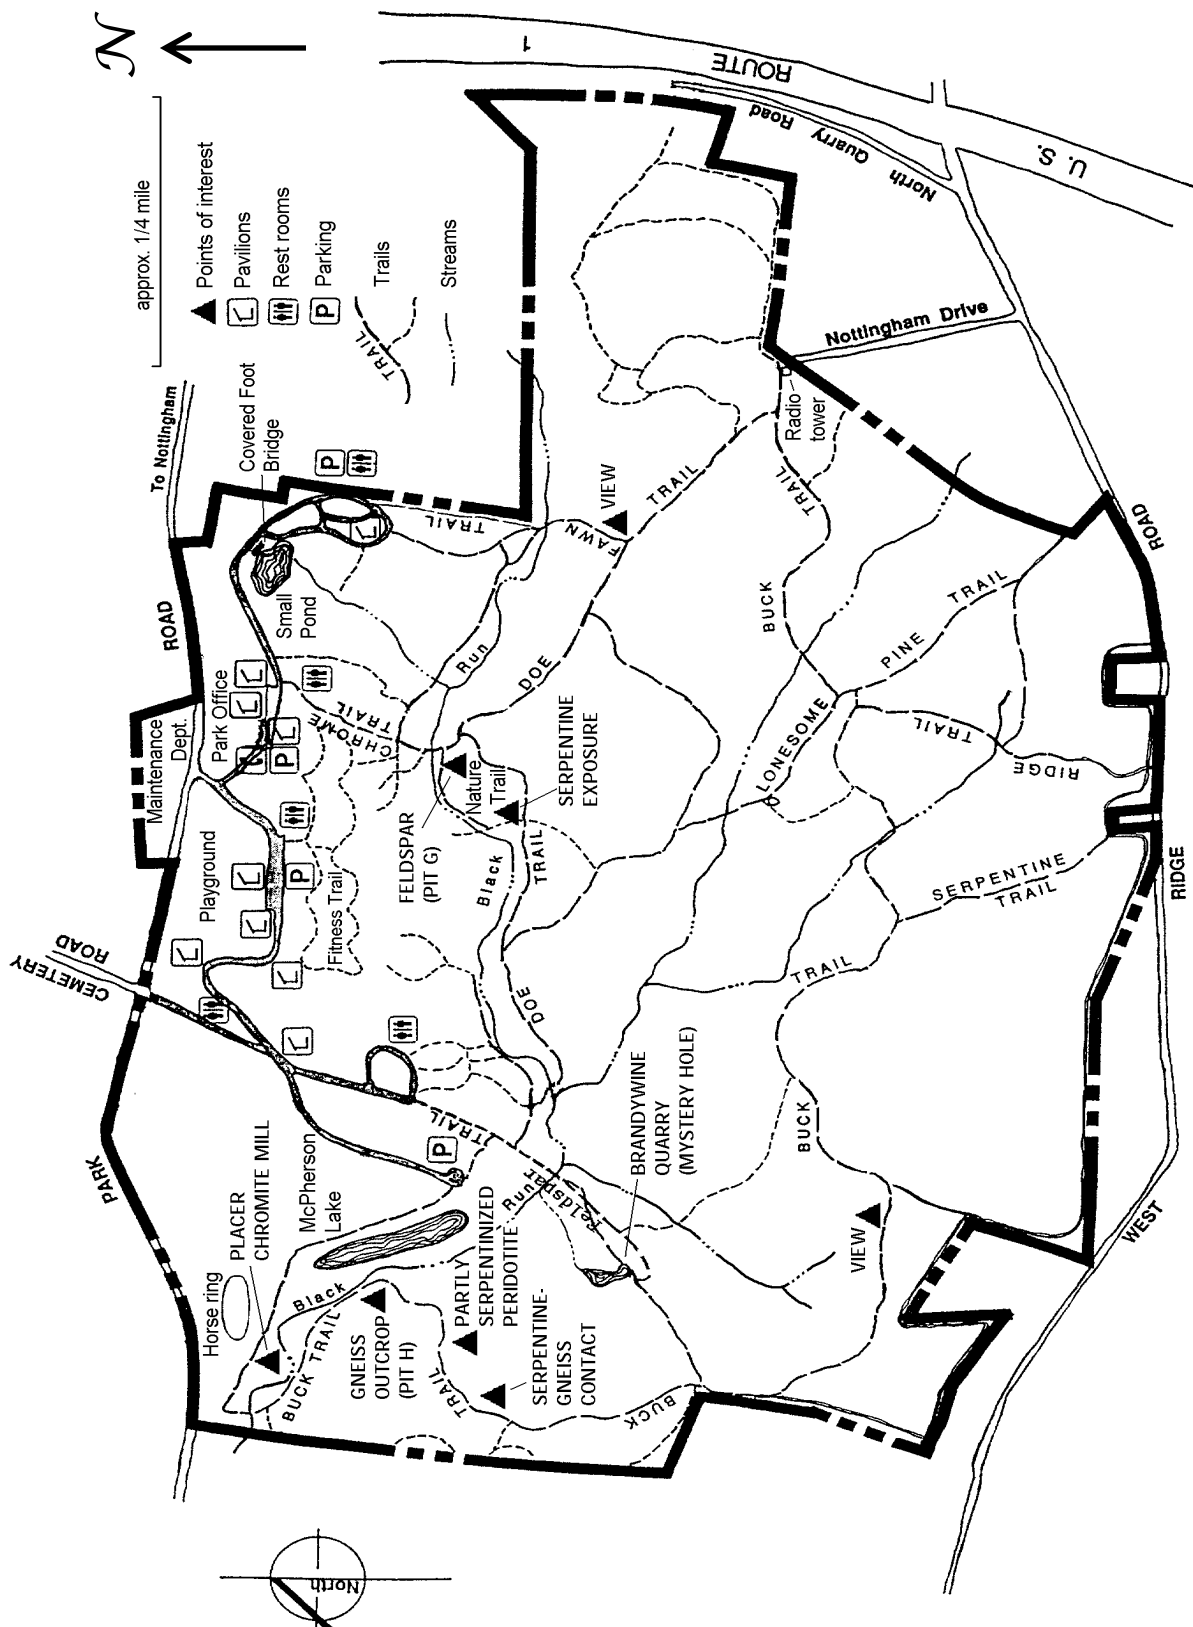 N
approx. 1/4 mile
Points of interest
Pavilions
Rest rooms
Parking
TRAIL
Trails
Streams
U. S.
ROUTE
1
North Quarry Road
Nottingham Drive
To Nottingham
Covered Foot
Bridge
PARK
ROAD
CEMETERY
ROAD
Maintenance
Dept.
Park Office
Playground
Small
Pond
Fitness Trail
P
P
P
P
CHROME
TRAIL
FAWN
TRAIL
VIEW
DOE
TRAIL
Radio
tower
BUCK
TRAIL
LONESOME
PINE
TRAIL
RIDGE
TRAIL
SERPENTINE
TRAIL
WEST
RIDGE
ROAD
FELDSPAR
(PIT G)
Nature
Trail
SERPENTINE
EXPOSURE
Black
Run
DOE
TRAIL
BUCK
TRAIL
VIEW
BRANDYWINE
QUARRY
(MYSTERY HOLE)
Feldspar
TRAIL
Black
Run
McPherson
Lake
PLACER
CHROMITE MILL
Horse ring
BUCK TRAIL
GNEISS
OUTCROP
(PIT H)
PARTLY
SERPENTINIZED
PERIDOTITE
SERPENTINE-
GNEISS
CONTACT
BUCK
TRAIL
North